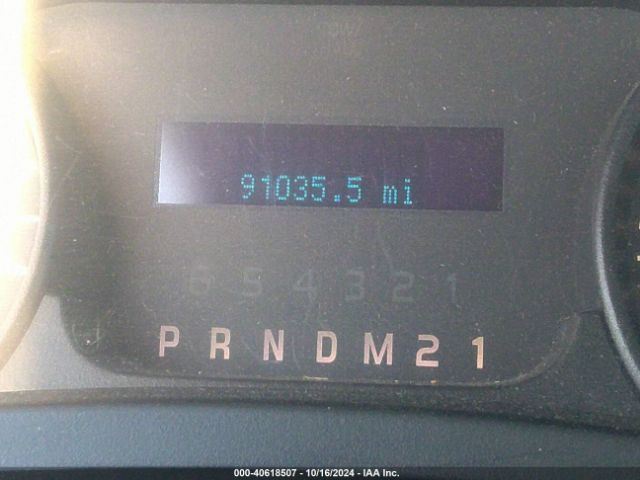 91035.5 mi
6 5 4 3 2 1
P R N D M 2 1
000-40618507 - 10/16/2024 - IAA Inc.